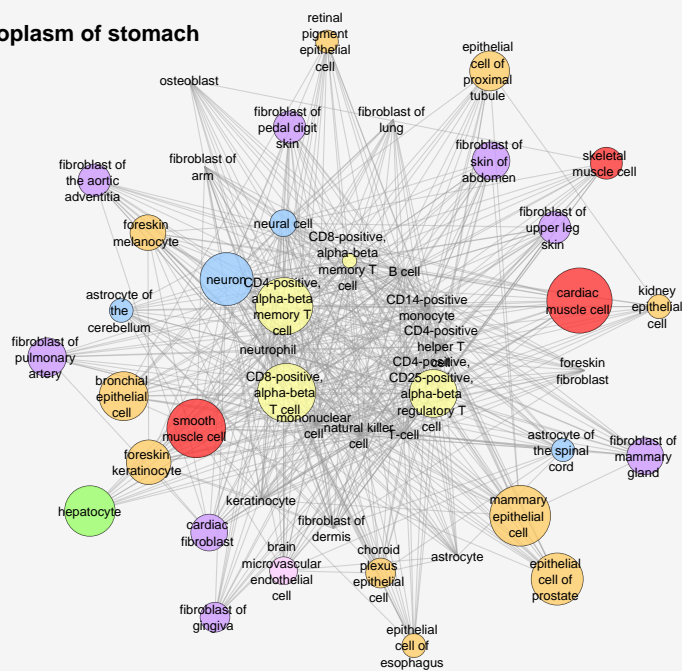 oplasm of stomach
retinal
pigment
epithelial
cell
epithelial
cell of
proximal
tubule
osteoblast
fibroblast of
pedal digit
skin
fibroblast of
lung
fibroblast of
the aortic
adventitia
fibroblast of
arm
fibroblast of
skin of
abdomen
skeletal
muscle cell
foreskin
melanocyte
neural cell
fibroblast of
upper leg
skin
CD8-positive,
alpha-beta
memory T
cell
B cell
neuron
CD4-positive,
alpha-beta
memory T
cell
CD14-positive
monocyte
cardiac
muscle cell
kidney
epithelial
cell
astrocyte of
the
cerebellum
CD4-positive
helper T
cell
fibroblast of
pulmonary
artery
neutrophil
CD4-positive,
CD25-positive,
alpha-beta
regulatory T
cell
foreskin
fibroblast
bronchial
epithelial
cell
CD8-positive,
alpha-beta
T cell
smooth
muscle cell
mononuclear
cell
natural killer
cell
T-cell
astrocyte of
the spinal
cord
fibroblast of
mammary
gland
foreskin
keratinocyte
hepatocyte
keratinocyte
mammary
epithelial
cell
cardiac
fibroblast
fibroblast of
dermis
brain
microvascular
endothelial
cell
choroid
plexus
epithelial
cell
astrocyte
epithelial
cell of
prostate
fibroblast of
gingiva
epithelial
cell of
esophagus